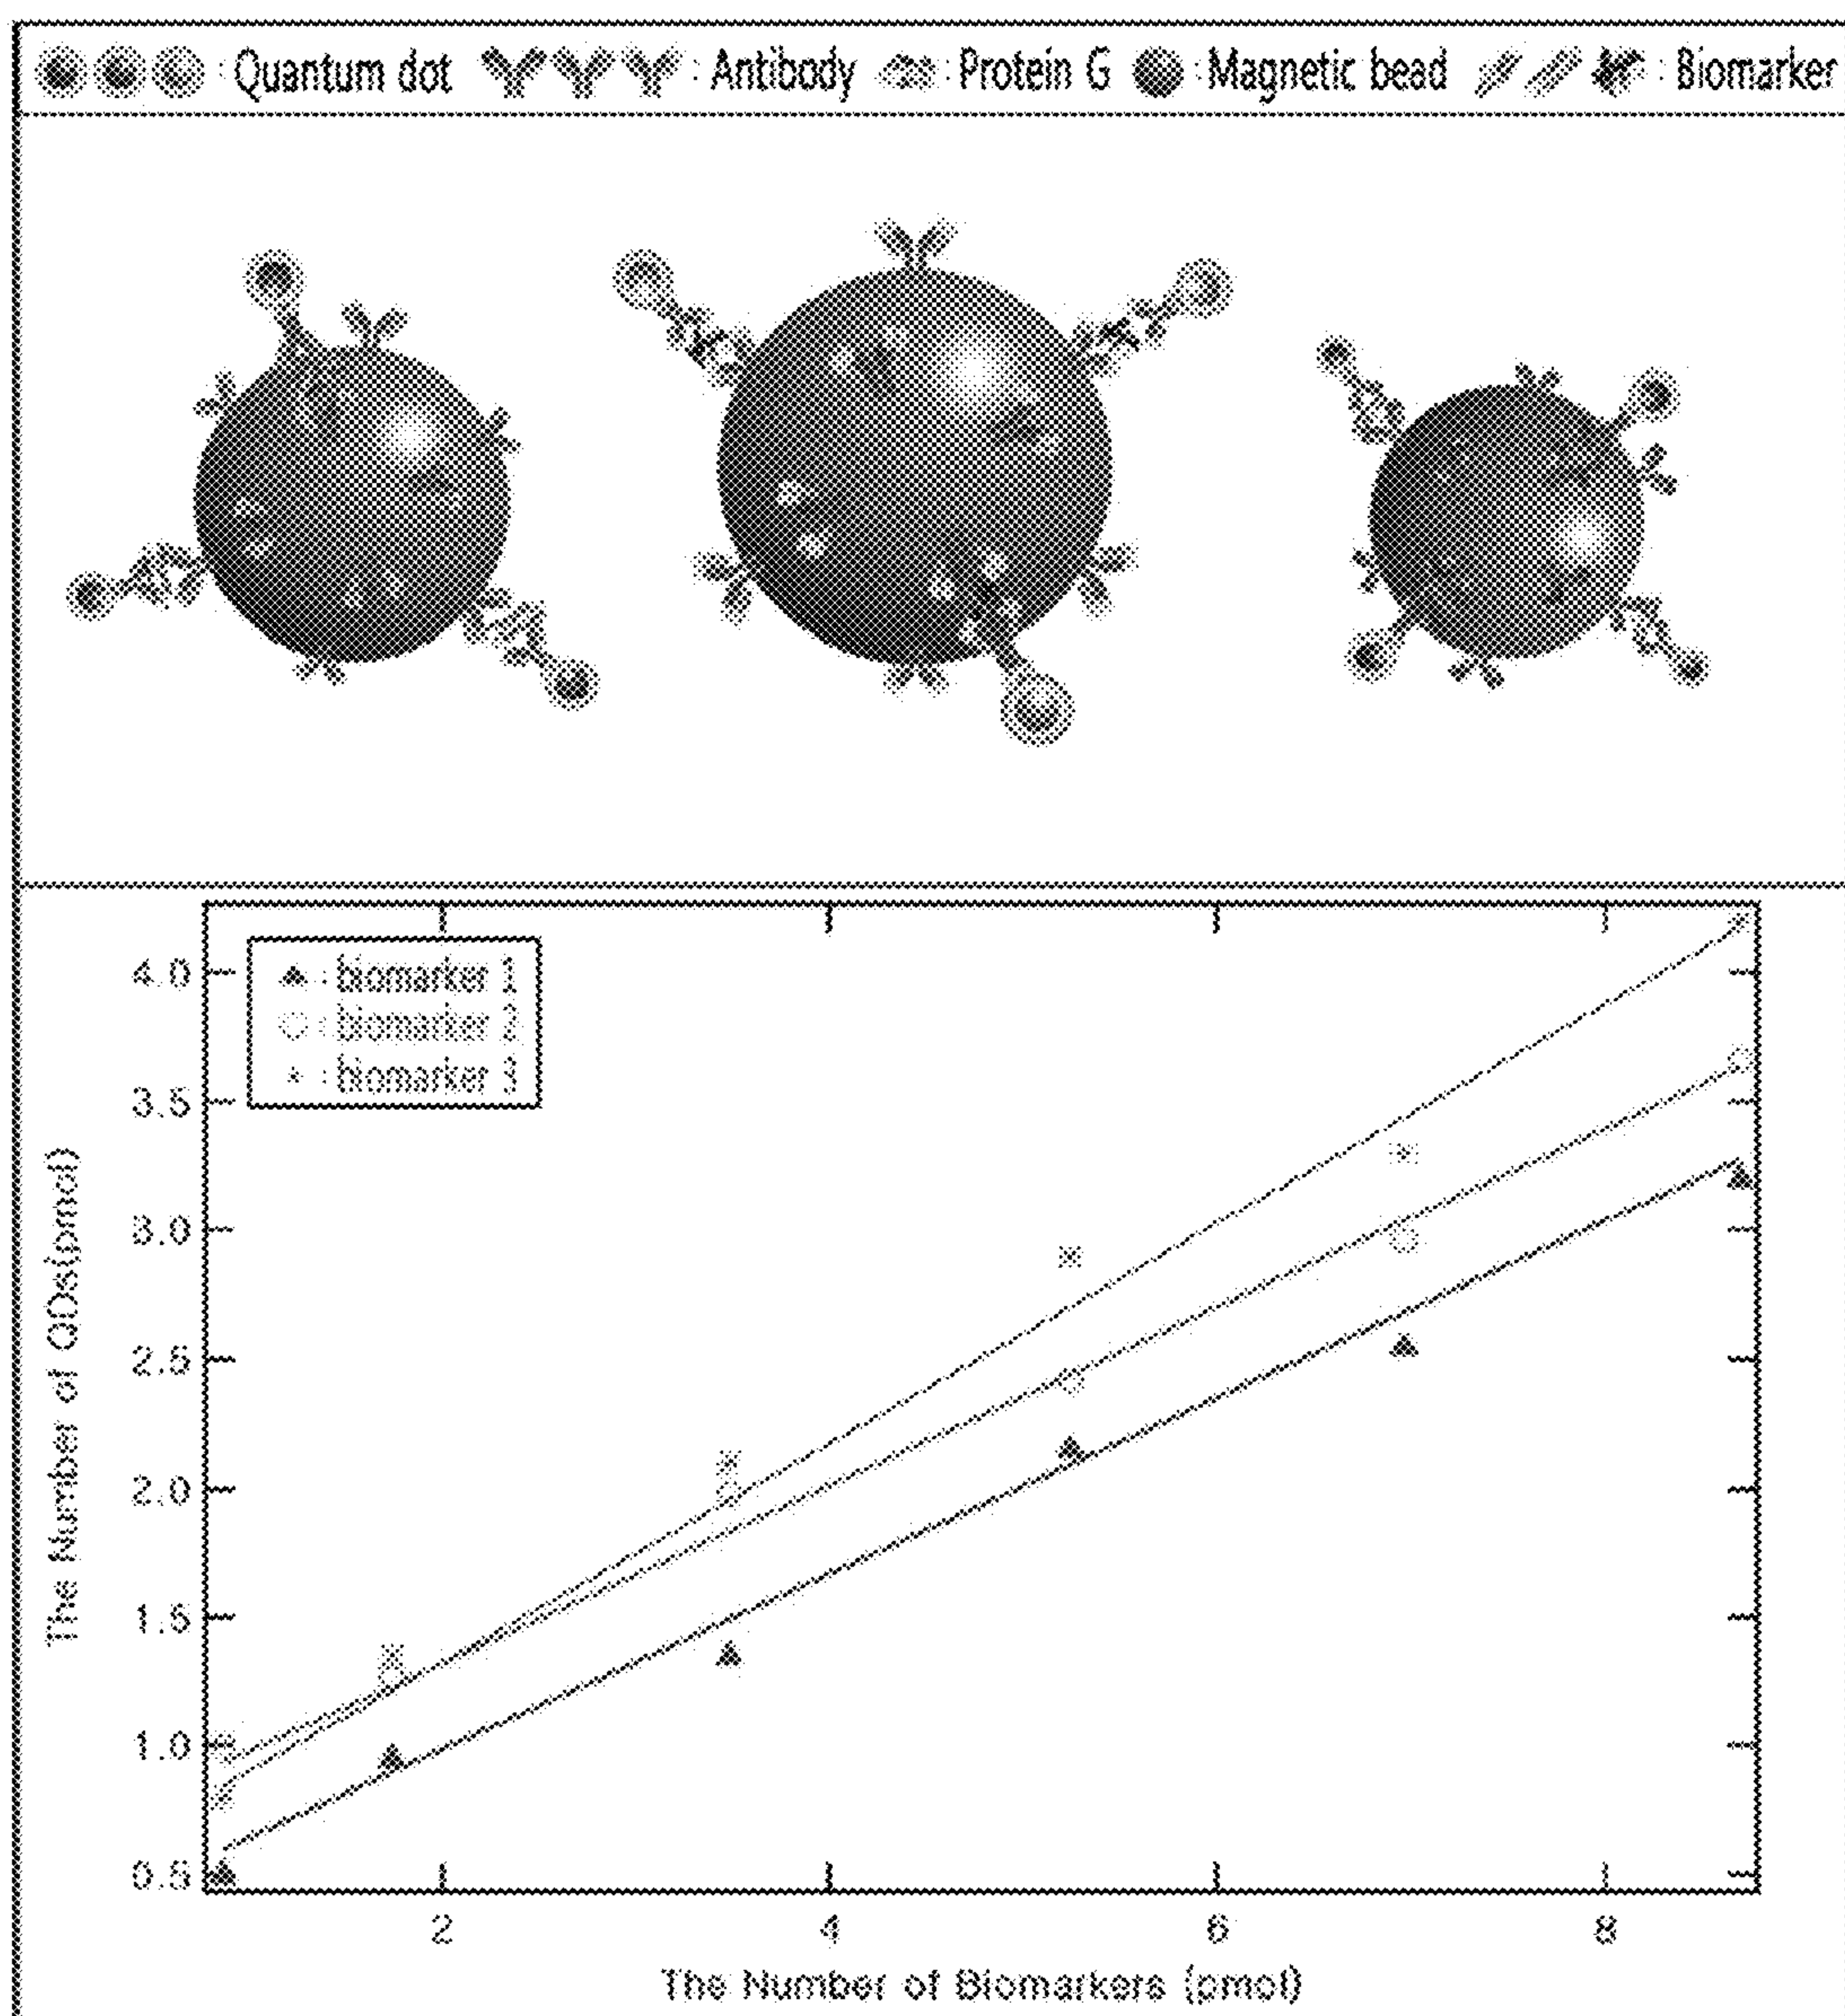 : Quantum dot : Antibody : Protein G : Magnetic bead : Biomarker
: biomarker 1
: biomarker 2
: biomarker 3
4.0
3.5
3.0
2.5
2.0
1.5
1.0
0.5
The Number of QDs(pmol)
2 4 6 8
The Number of Biomarkers (pmol)